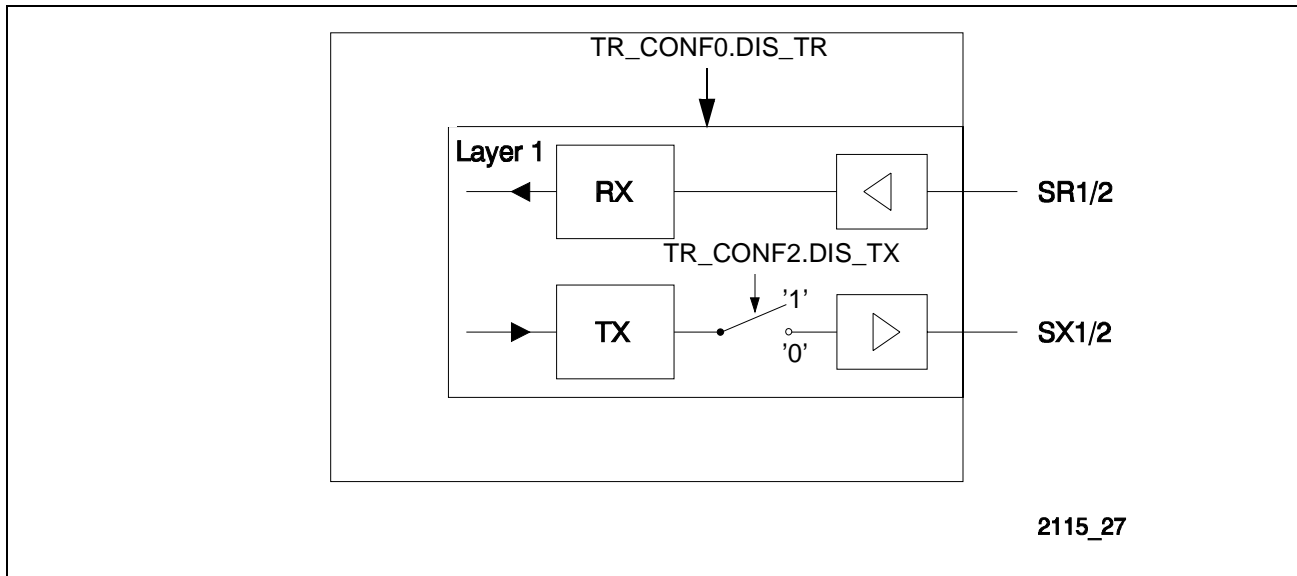 TR_CONF0.DIS_TR
Layer 1
RX
SR1/2
TR_CONF2.DIS_TX
TX
'1'
'0'
SX1/2
2115_27